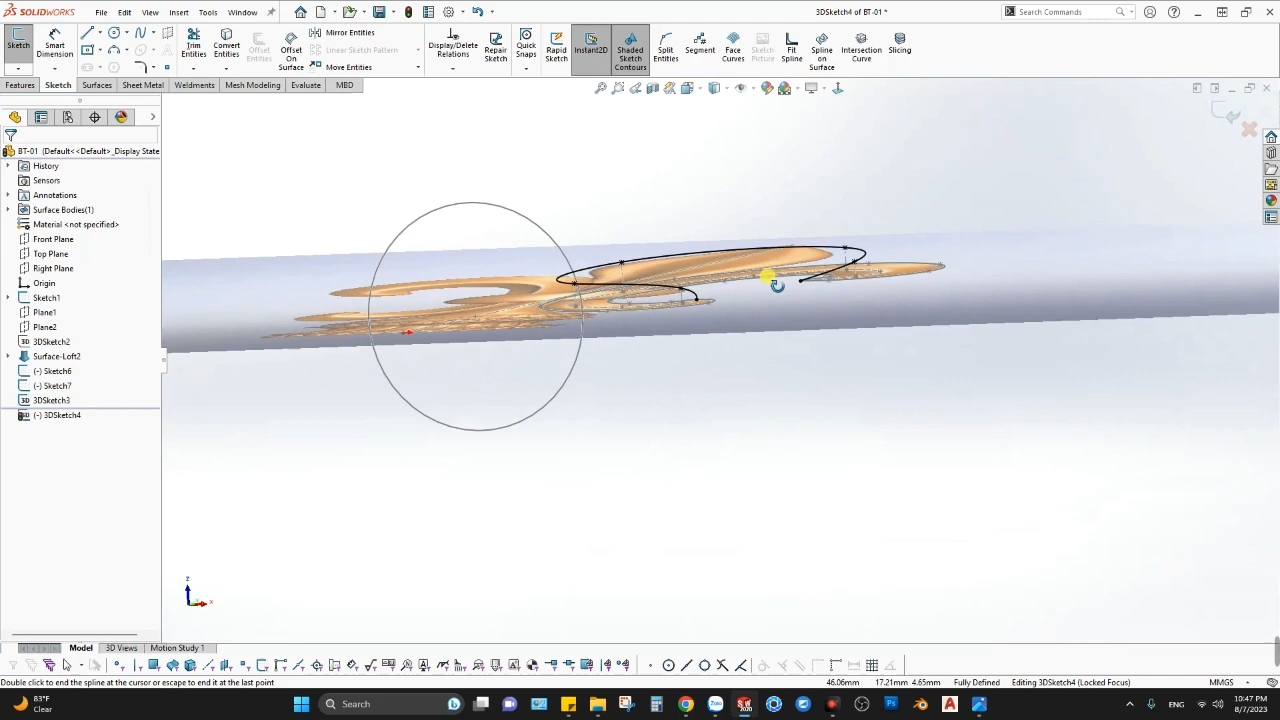 SOLIDWORKS File Edit View Insert Tools Window 3DSketch4 of BT-01 * Search Commands
Sketch Smart Dimension Trim Entities Convert Entities Offset Entities Offset On Surface Mirror Entities Linear Sketch Pattern Move Entities Display/Delete Relations Repair Sketch Quick Snaps Rapid Sketch Instant2D Shaded Sketch Contours Split Entities Segment Face Curves Sketch Picture Fit Spline Spline on Surface Intersection Curve Slicing
Features Sketch Surfaces Sheet Metal Weldments Mesh Modeling Evaluate MBD
BT-01 (Default<<Default>_Display State
History
Sensors
Annotations
Surface Bodies(1)
Material <not specified>
Front Plane
Top Plane
Right Plane
Origin
Sketch1
Plane1
Plane2
3DSketch2
Surface-Loft2
(-) Sketch6
(-) Sketch7
3DSketch3
(-) 3DSketch4
z
x
Model 3D Views Motion Study 1
Double click to end the spline at the cursor or escape to end it at the last point 46.06mm 17.21mm 4.65mm Fully Defined Editing 3DSketch4 (Locked Focus) MMGS
83°F
Clear
Search
ENG
10:47 PM
8/7/2023